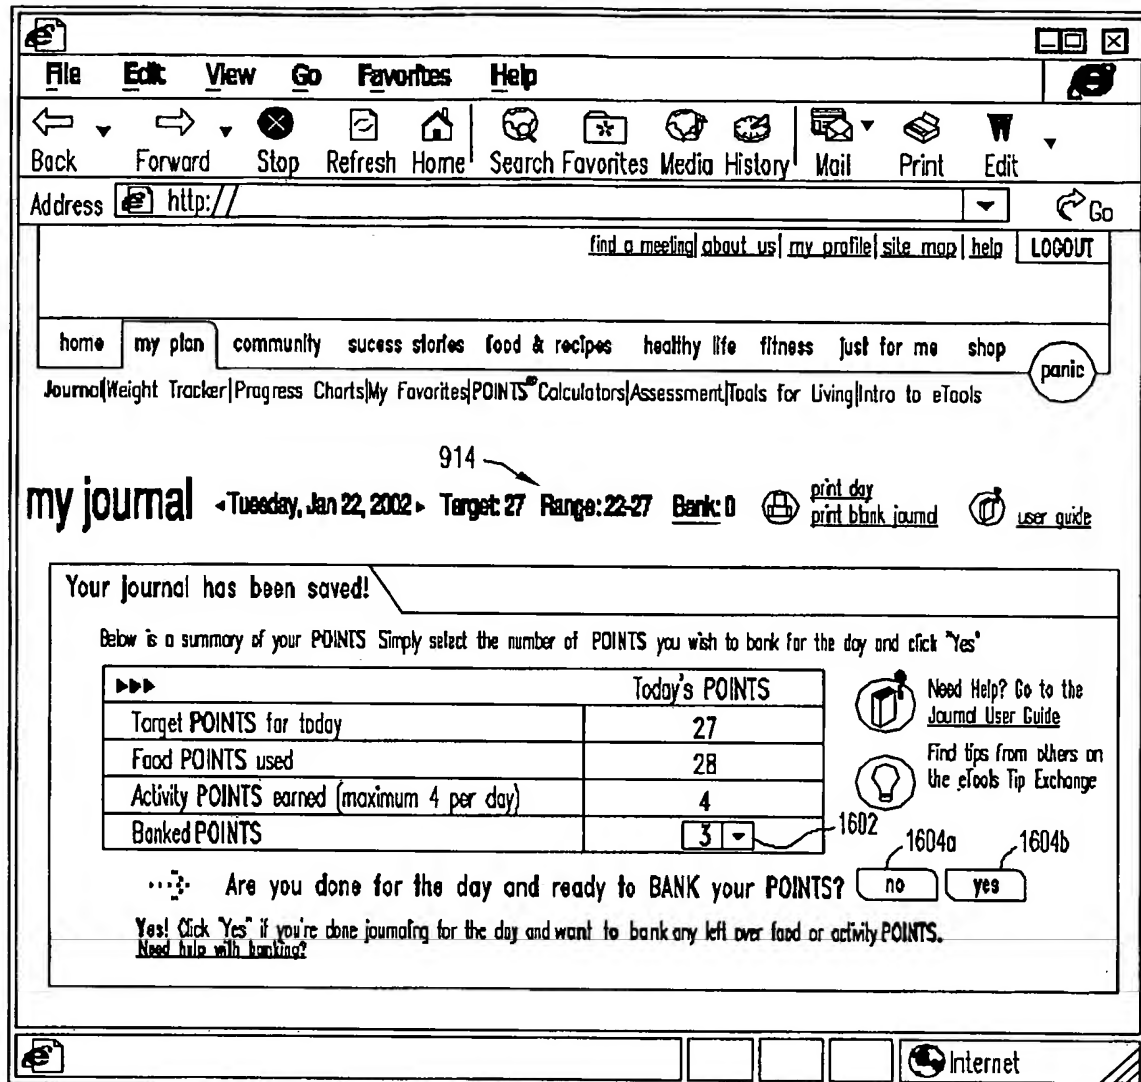 File Edit View Go Favorites Help
Back Forward Stop Refresh Home Search Favorites Media History Mail Print Edit
Address http:// Go
find a meeting| about us| my profile| site map| help LOGOUT
home my plan community sucess stories food & recipes healthy life fitness just for me shop
panic
Journal|Weight Tracker|Progress Charts|My Favorites|POINTS® Calculators|Assessment|Tools for Living|Intro to eTools
914
my journal ◂Tuesday, Jan 22, 2002▸ Target: 27 Range: 22-27 Bank: 0
print day
print blank journal
user guide
Your journal has been saved!
Below is a summary of your POINTS Simply select the number of POINTS you wish to bank for the day and click "Yes"
▸▸▸ Today's POINTS
Target POINTS for today 27
Food POINTS used 28
Activity POINTS earned (maximum 4 per day) 4
Banked POINTS 3
Need Help? Go to the
Journal User Guide
Find tips from others on
the eTools Tip Exchange
1602
1604a
1604b
Are you done for the day and ready to BANK your POINTS? no yes
Yes! Click "Yes" if you're done journaling for the day and want to bank any left over food or activity POINTS.
Need help with banking?
Internet